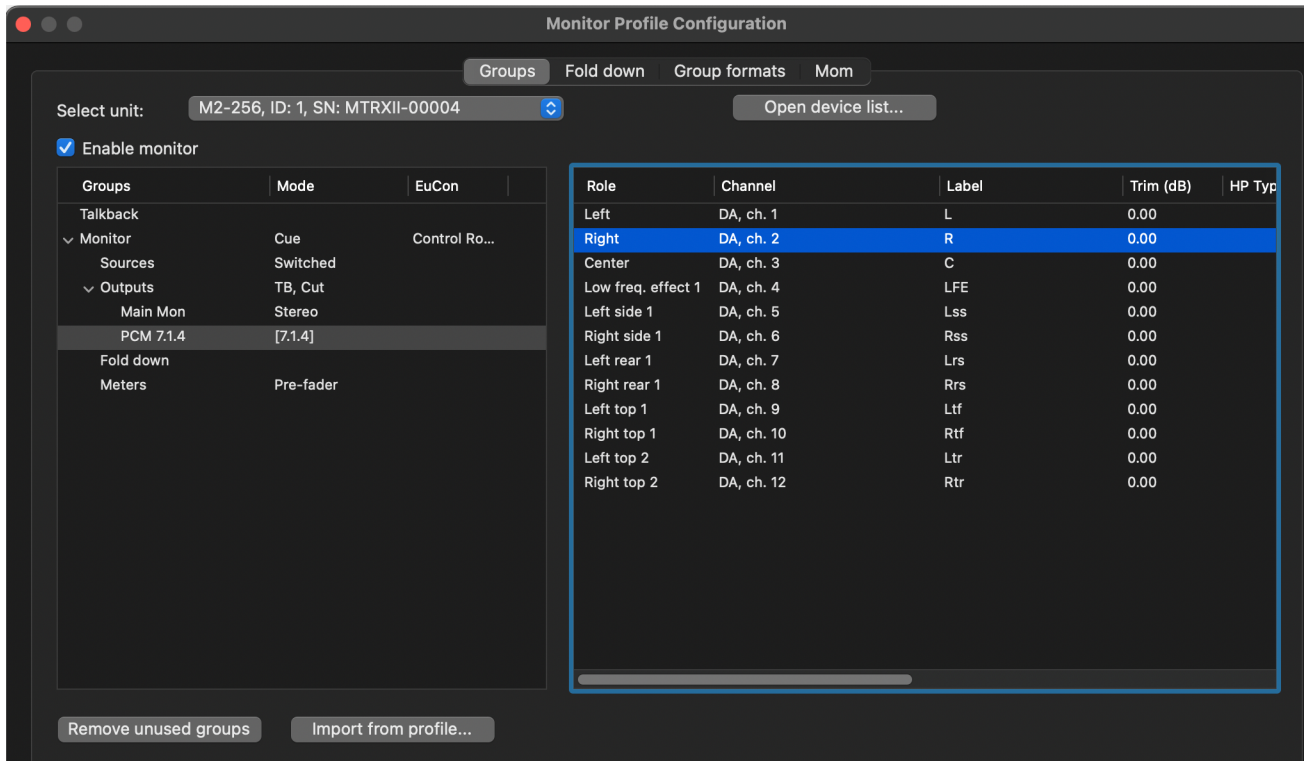 Monitor Profile Configuration
Groups Fold down Group formats Mom
Select unit: M2-256, ID: 1, SN: MTRXII-00004 Open device list...
Enable monitor
Groups Mode EuCon
Talkback
Monitor Cue Control Ro...
Sources Switched
Outputs TB, Cut
Main Mon Stereo
PCM 7.1.4 [7.1.4]
Fold down
Meters Pre-fader
Role Channel Label Trim (dB) HP Typ
Left DA, ch. 1 L 0.00
Right DA, ch. 2 R 0.00
Center DA, ch. 3 C 0.00
Low freq. effect 1 DA, ch. 4 LFE 0.00
Left side 1 DA, ch. 5 Lss 0.00
Right side 1 DA, ch. 6 Rss 0.00
Left rear 1 DA, ch. 7 Lrs 0.00
Right rear 1 DA, ch. 8 Rrs 0.00
Left top 1 DA, ch. 9 Ltf 0.00
Right top 1 DA, ch. 10 Rtf 0.00
Left top 2 DA, ch. 11 Ltr 0.00
Right top 2 DA, ch. 12 Rtr 0.00
Remove unused groups Import from profile...